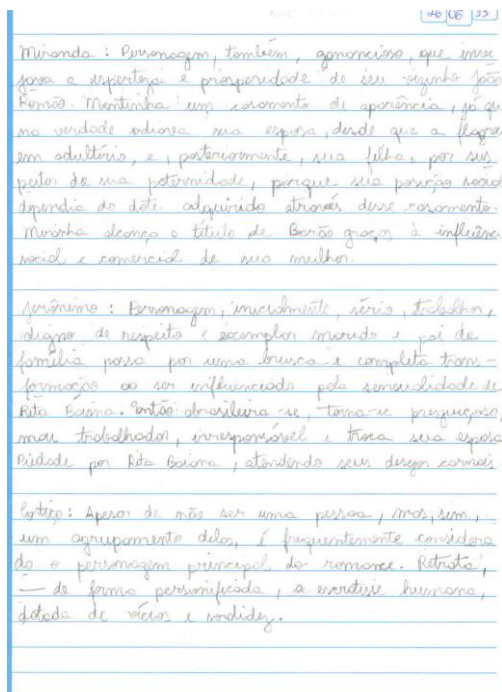 26 06 33
Miranda: Personagem, também, ganancioso, que inve
java a esperteza e prosperidade de seu vizinho João
Romão. Mantinha um casamento de aparência, já qu
na verdade odiava sua esposa, desde que a flagrou
em adultério, e, posteriormente, sua filha, por sus
peitar de sua paternidade, porque sua posição social
dependia do dote adquirido através desse casamento.
Miranha alcança o título de Barão graças à influênc
social e comercial de sua mulher.
Jerônimo: Personagem, inicialmente, sério, trabalhor,
digno de respeito e exemplar marido e pai de
família passa por uma brusca e completa trans-
formação ao ser influenciado pela sensualidade de
Rita Baiana. Então abrasileira-se, torna-se preguiçoso,
mau trabalhador, irresponsável e troca sua esposa
Piedade por Rita Baiana, atendendo seus desejos carnais.
Cortiço: Apesar de não ser uma pessoa, mas, sim,
um agrupamento delas, é frequentemente considera
do o personagem principal do romance. Retrata,
— de forma personificada, a humana,
dotada de vícios e sordidez.